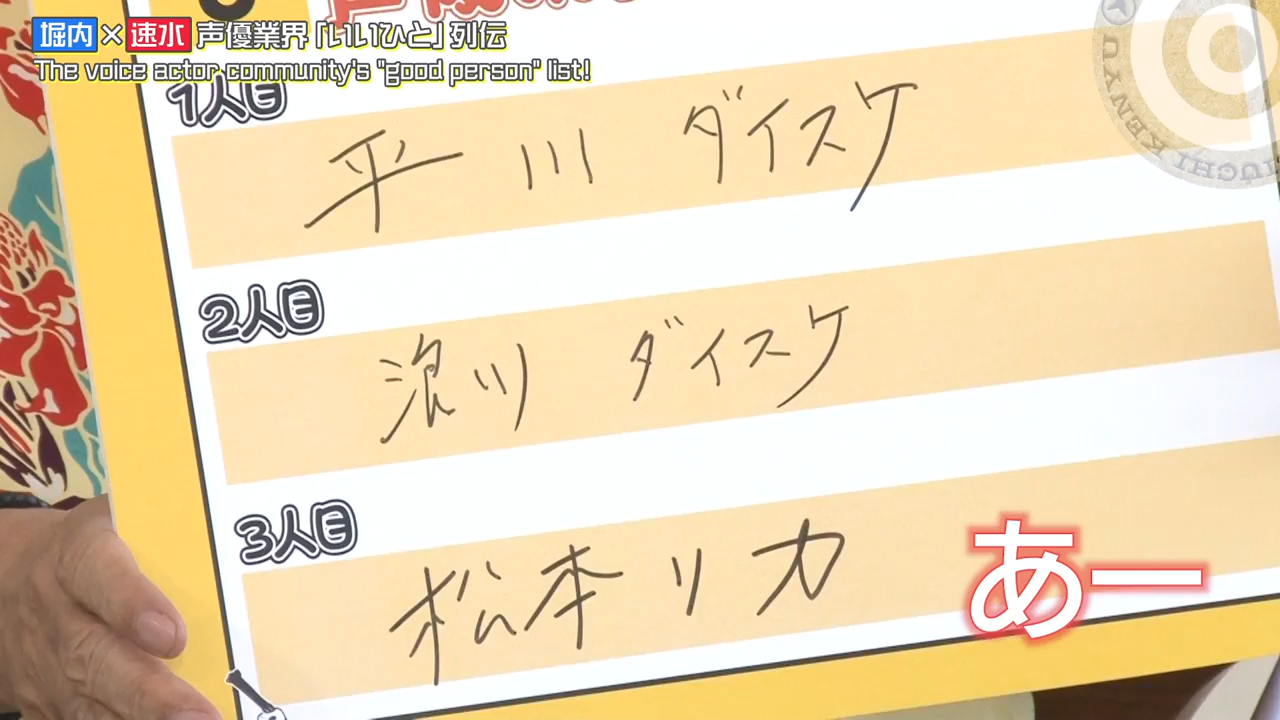 堀内×速水 声優業界「いいひと」列伝
The voice actor community's "good person" list!
1人目
平川 ダイスケ
2人目
浪川 ダイスケ
3人目
松本リカ
あー
UCHI KENYU